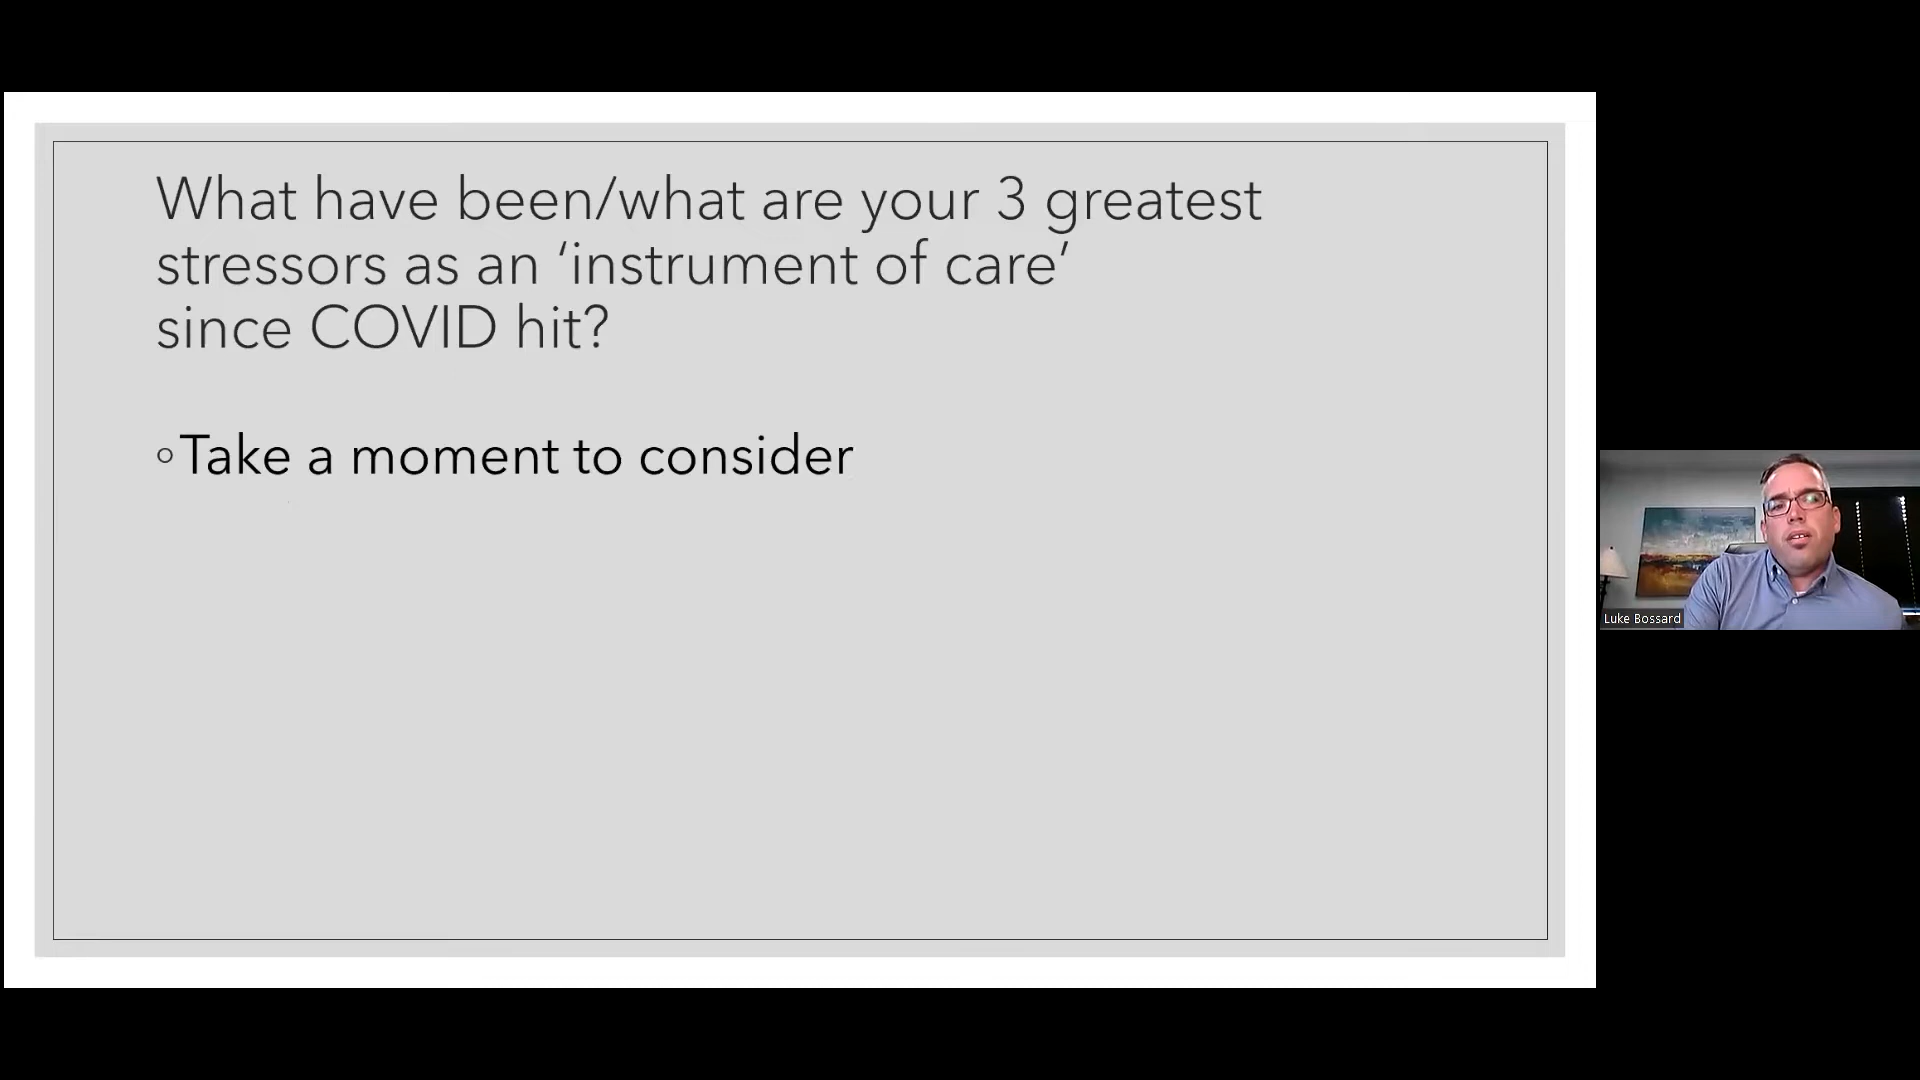 What have been/what are your 3 greatest
stressors as an ‘instrument of care’
since COVID hit?
◦Take a moment to consider
Luke Bossard